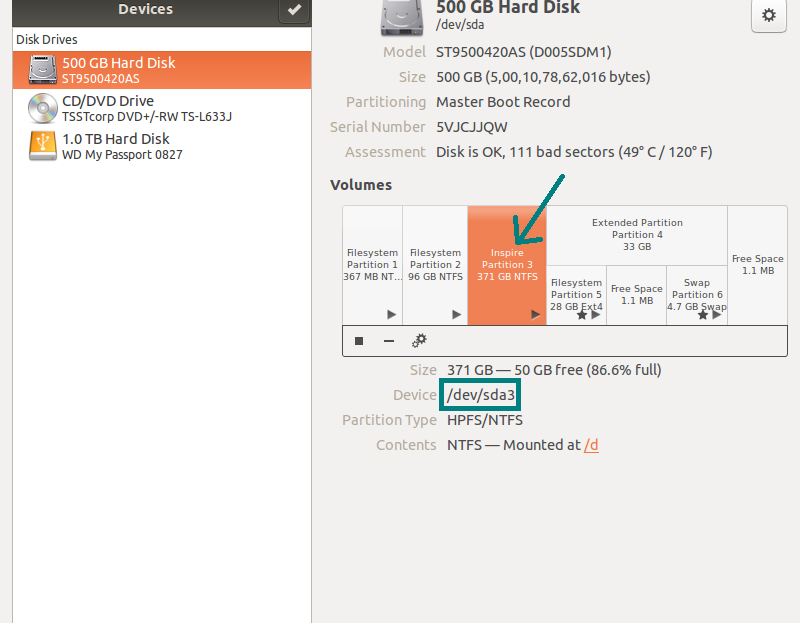 Devices
Disk Drives
500 GB Hard Disk
ST9500420AS
CD/DVD Drive
TSSTcorp DVD+/-RW TS-L633J
1.0 TB Hard Disk
WD My Passport 0827
500 GB Hard Disk
/dev/sda
Model ST9500420AS (D005SDM1)
Size 500 GB (5,00,10,78,62,016 bytes)
Partitioning Master Boot Record
Serial Number 5VJCJJQW
Assessment Disk is OK, 111 bad sectors (49° C / 120° F)
Volumes
Filesystem
Partition 1
367 MB NT...
Filesystem
Partition 2
96 GB NTFS
Inspire
Partition 3
371 GB NTFS
Extended Partition
Partition 4
33 GB
Filesystem
Partition 5
28 GB Ext4
Free Space
1.1 MB
Swap
Partition 6
4.7 GB Swap
Free Space
1.1 MB
Size 371 GB — 50 GB free (86.6% full)
Device /dev/sda3
Partition Type HPFS/NTFS
Contents NTFS — Mounted at /d